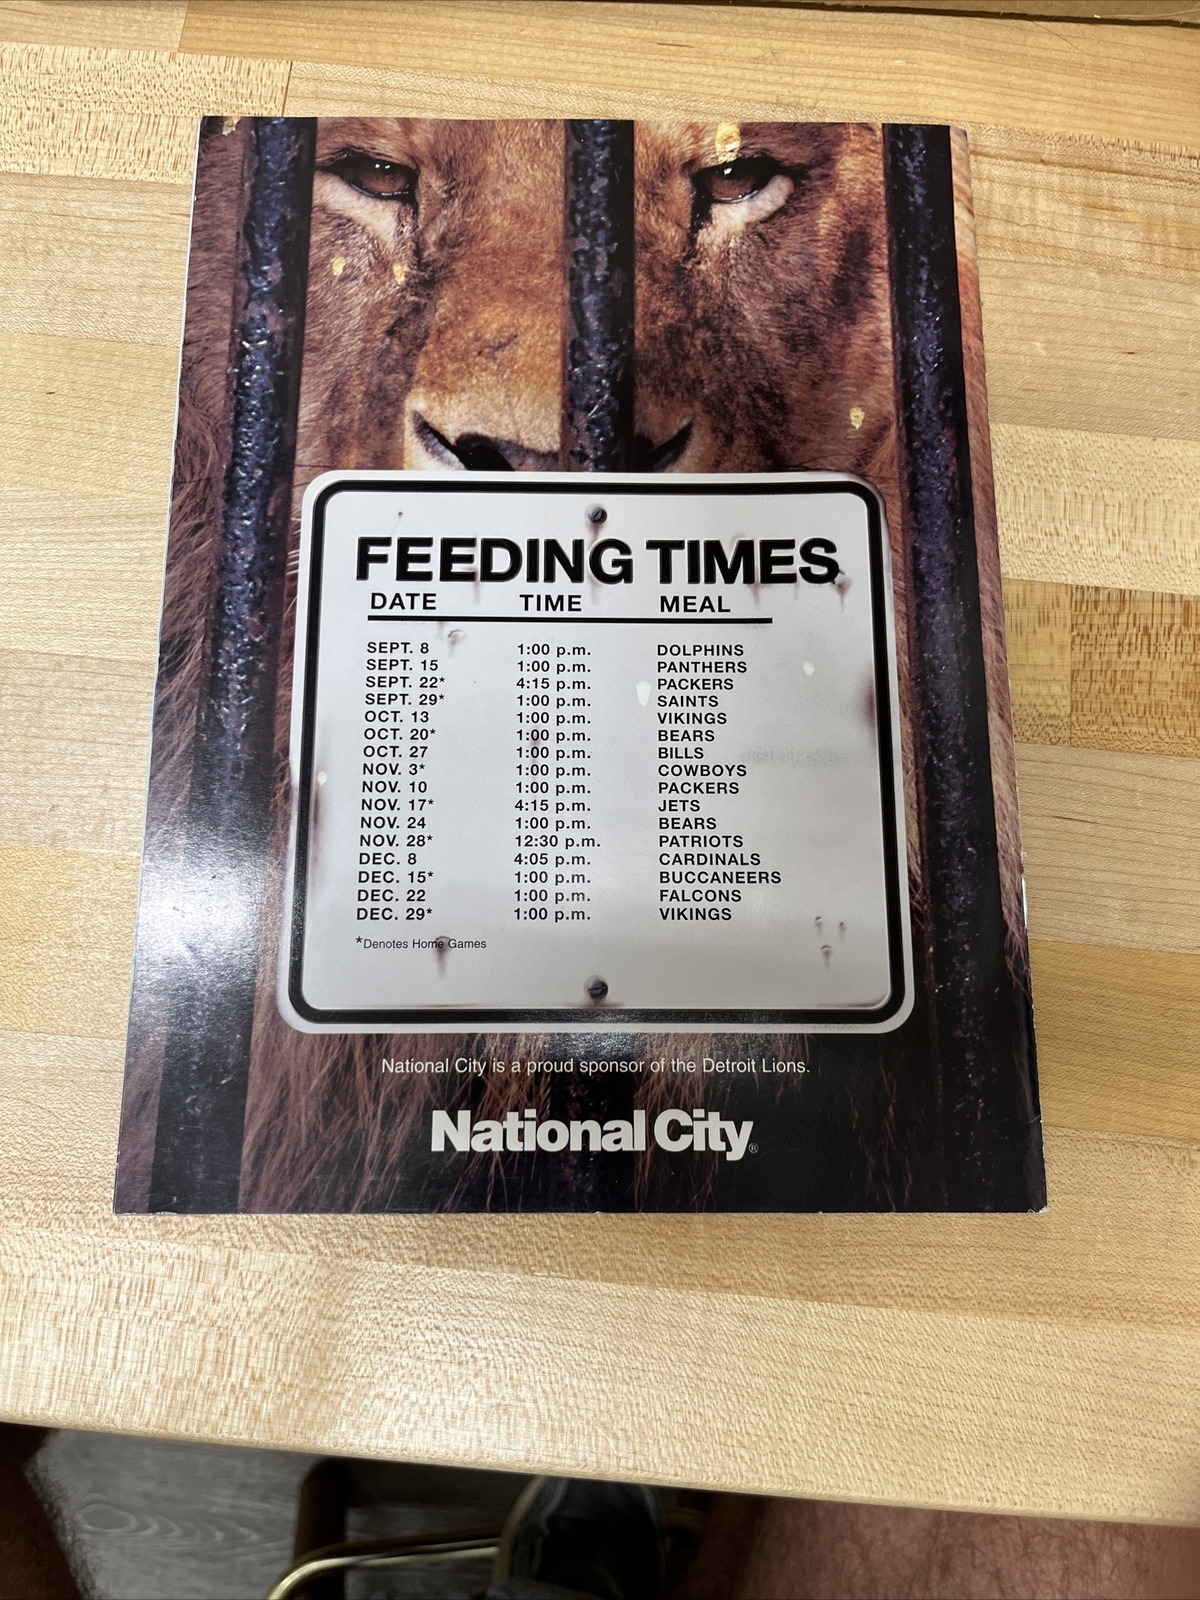 FEEDING TIMES
DATE TIME MEAL
SEPT. 8 1:00 p.m. DOLPHINS
SEPT. 15 1:00 p.m. PANTHERS
SEPT. 22* 4:15 p.m. PACKERS
SEPT. 29* 1:00 p.m. SAINTS
OCT. 13 1:00 p.m. VIKINGS
OCT. 20* 1:00 p.m. BEARS
OCT. 27 1:00 p.m. BILLS
NOV. 3* 1:00 p.m. COWBOYS
NOV. 10 1:00 p.m. PACKERS
NOV. 17* 4:15 p.m. JETS
NOV. 24 1:00 p.m. BEARS
NOV. 28* 12:30 p.m. PATRIOTS
DEC. 8 4:05 p.m. CARDINALS
DEC. 15* 1:00 p.m. BUCCANEERS
DEC. 22 1:00 p.m. FALCONS
DEC. 29* 1:00 p.m. VIKINGS
*Denotes Home Games
National City is a proud sponsor of the Detroit Lions.
National City®